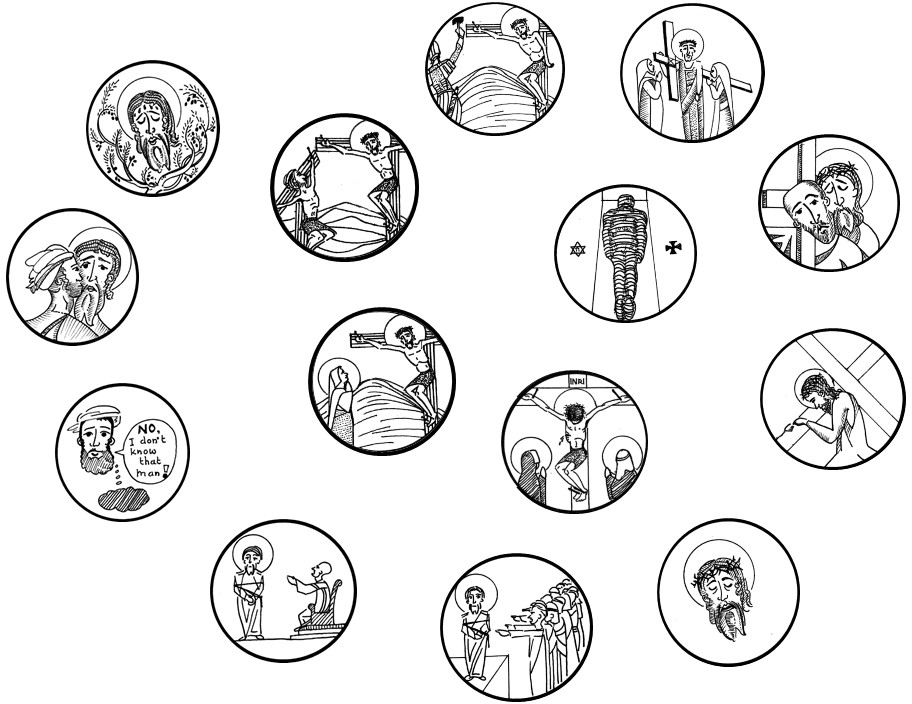 INRI
NO,
I don't
know
that
man!